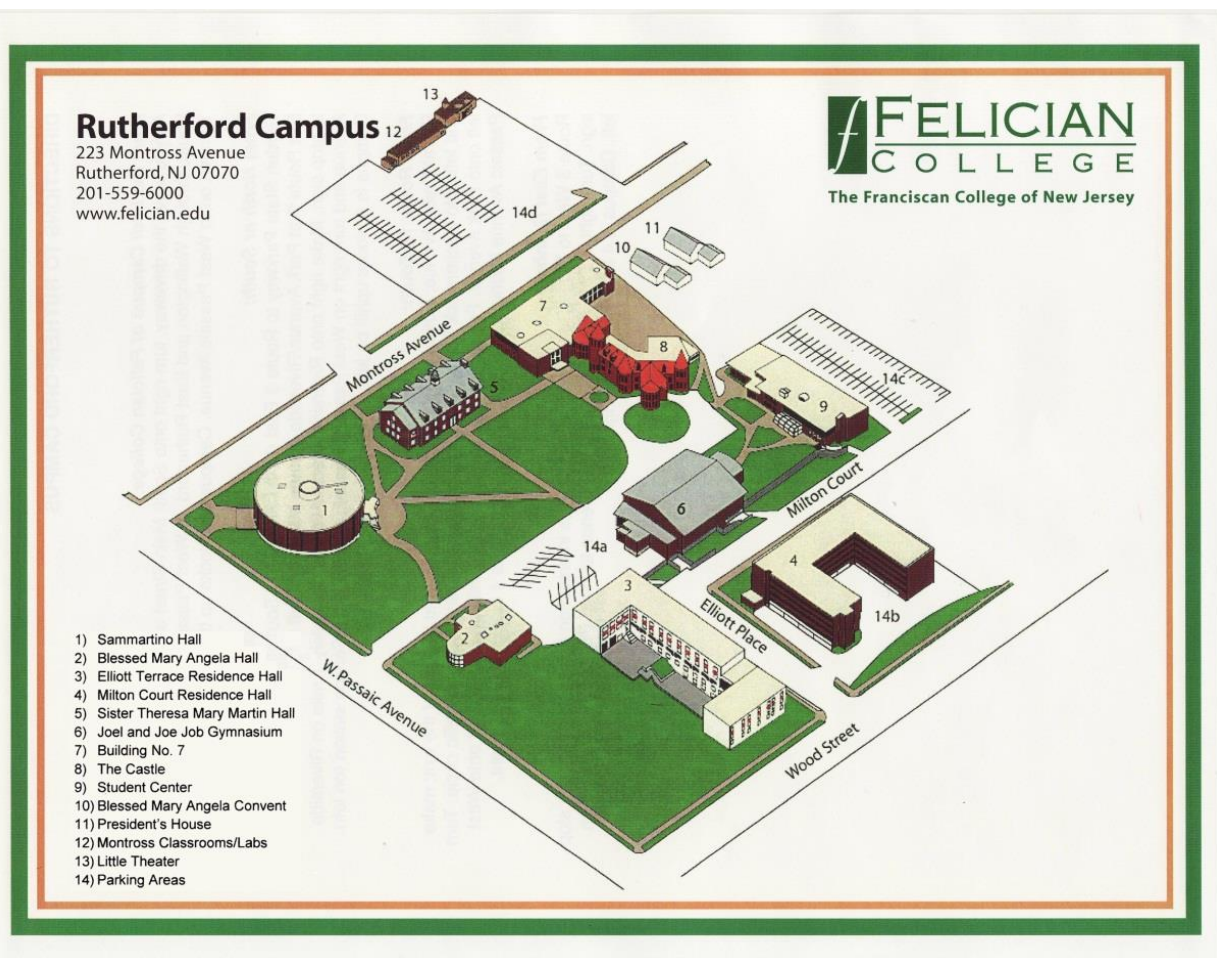 Rutherford Campus
223 Montross Avenue
Rutherford, NJ 07070
201-559-6000
www.felician.edu
f FELICIAN
COLLEGE
The Franciscan College of New Jersey
13
12
14d
11
10
7
Montross Avenue
8
5
14c
9
1
6
Milton Court
14a
4
3
Elliott Place
14b
2
W. Passaic Avenue
Wood Street
1) Sammartino Hall
2) Blessed Mary Angela Hall
3) Elliott Terrace Residence Hall
4) Milton Court Residence Hall
5) Sister Theresa Mary Martin Hall
6) Joel and Joe Job Gymnasium
7) Building No. 7
8) The Castle
9) Student Center
10) Blessed Mary Angela Convent
11) President's House
12) Montross Classrooms/Labs
13) Little Theater
14) Parking Areas